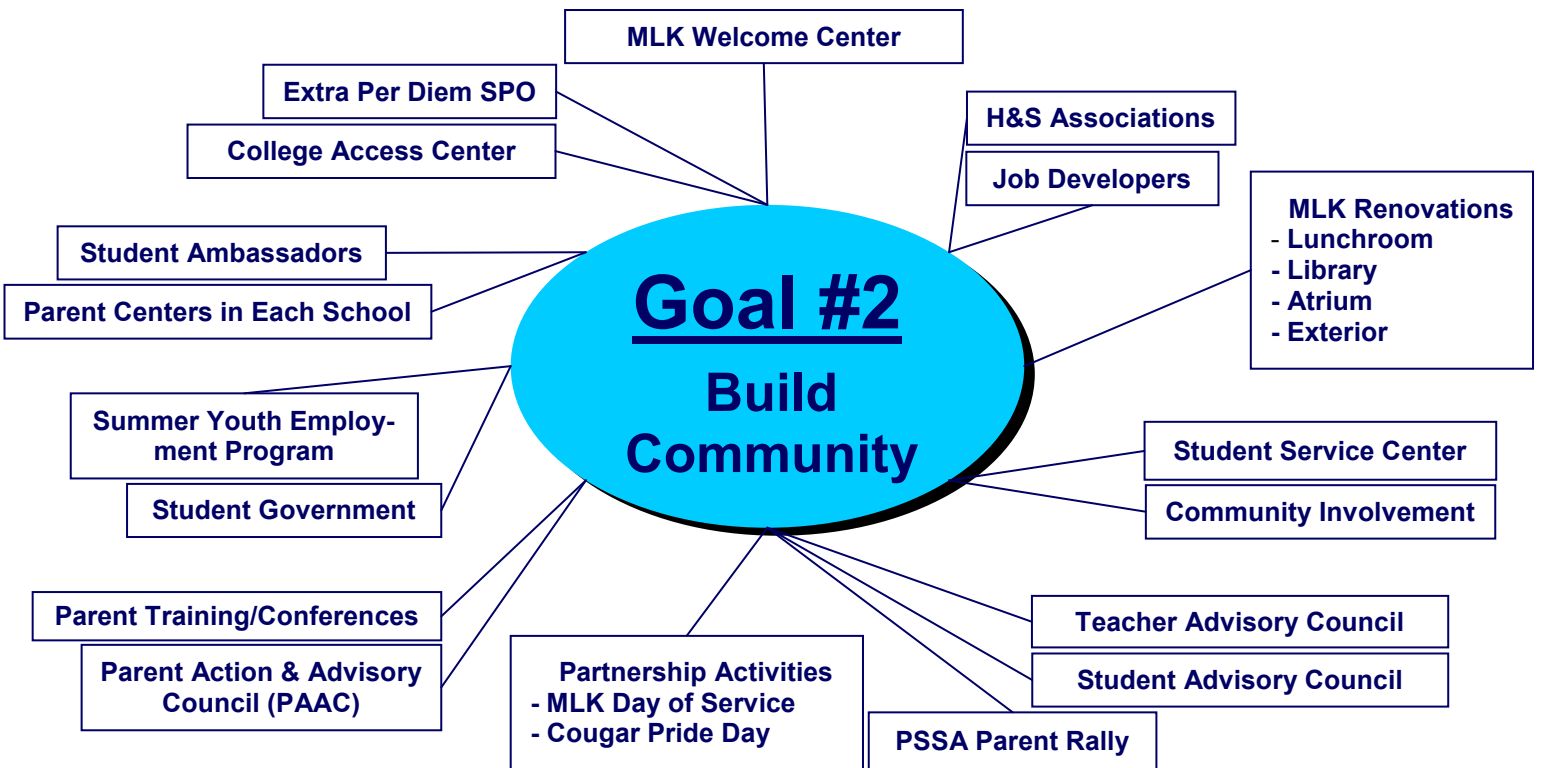 MLK Welcome Center
Extra Per Diem SPO
College Access Center
H&S Associations
Job Developers
MLK Renovations
- Lunchroom
- Library
- Atrium
- Exterior
Student Ambassadors
Parent Centers in Each School
Goal #2
Build
Community
Summer Youth Employ-
ment Program
Student Government
Student Service Center
Community Involvement
Parent Training/Conferences
Parent Action & Advisory
Council (PAAC)
Partnership Activities
- MLK Day of Service
- Cougar Pride Day
Teacher Advisory Council
Student Advisory Council
PSSA Parent Rally